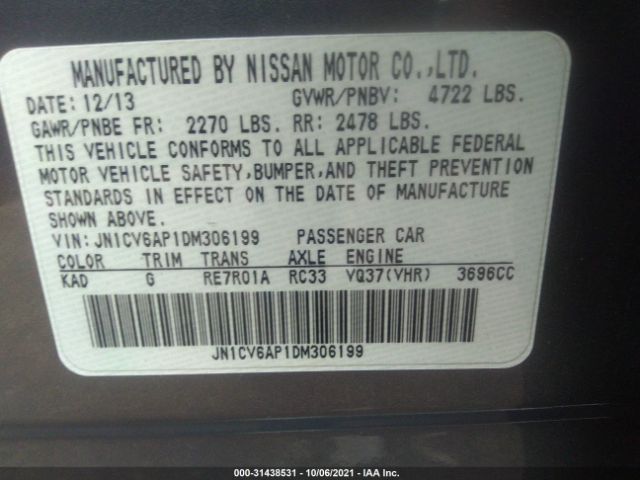 MANUFACTURED BY NISSAN MOTOR CO.,LTD.
DATE: 12/13 GVWR/PNBV: 4722 LBS.
GAWR/PNBE FR: 2270 LBS. RR: 2478 LBS.
THIS VEHICLE CONFORMS TO ALL APPLICABLE FEDERAL
MOTOR VEHICLE SAFETY,BUMPER,AND THEFT PREVENTION
STANDARDS IN EFFECT ON THE DATE OF MANUFACTURE
SHOWN ABOVE.
VIN: JN1CV6AP1DM306199 PASSENGER CAR
COLOR TRIM TRANS AXLE ENGINE
KAD G RE7R01A RC33 VQ37(VHR) 3696CC
JN1CV6AP1DM306199
000-31438531 - 10/06/2021 - IAA Inc.